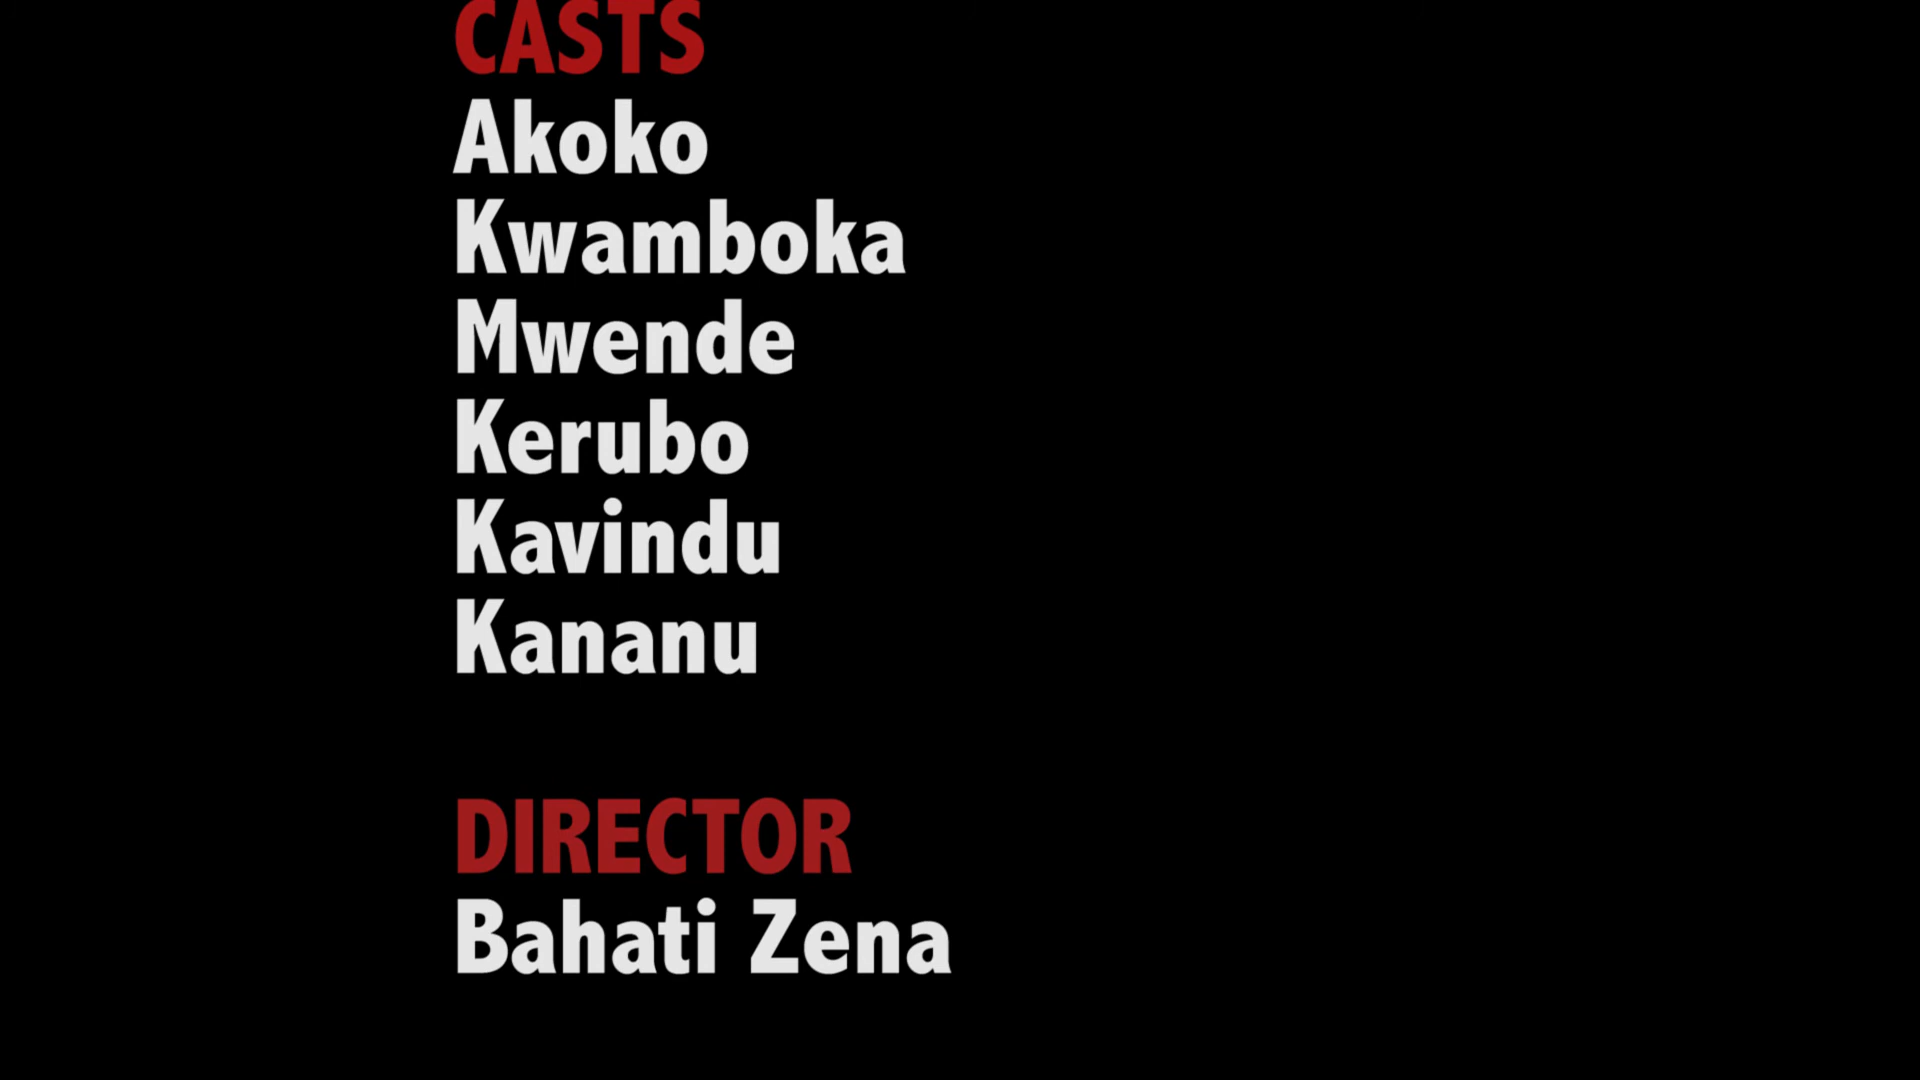 CASTS
Akoko
Kwamboka
Mwende
Kerubo
Kavindu
Kananu
DIRECTOR
Bahati Zena